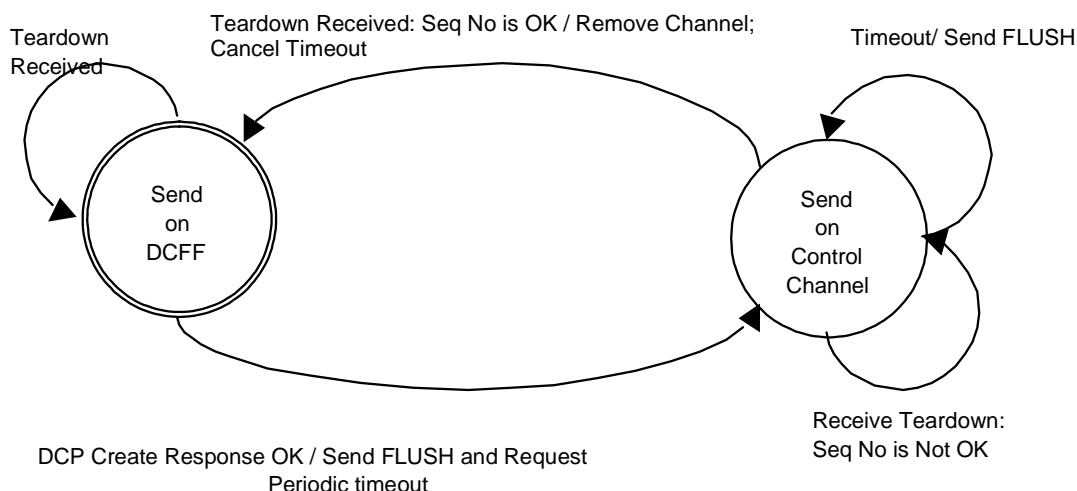 Teardown
Received
Teardown Received: Seq No is OK / Remove Channel;
Cancel Timeout
Timeout/ Send FLUSH
Send
on
DCFF
Send
on
Control
Channel
Receive Teardown:
Seq No is Not OK
DCP Create Response OK / Send FLUSH and Request
Periodic timeout